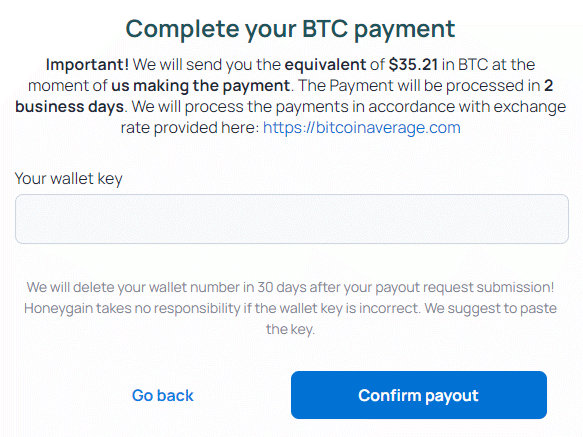 Complete your BTC payment
Important! We will send you the equivalent of $35.21 in BTC at the
moment of us making the payment. The Payment will be processed in 2
business days. We will process the payments in accordance with exchange
rate provided here: https://bitcoinaverage.com
Your wallet key
We will delete your wallet number in 30 days after your payout request submission!
Honeygain takes no responsibility if the wallet key is incorrect. We suggest to paste
the key.
Go back
Confirm payout